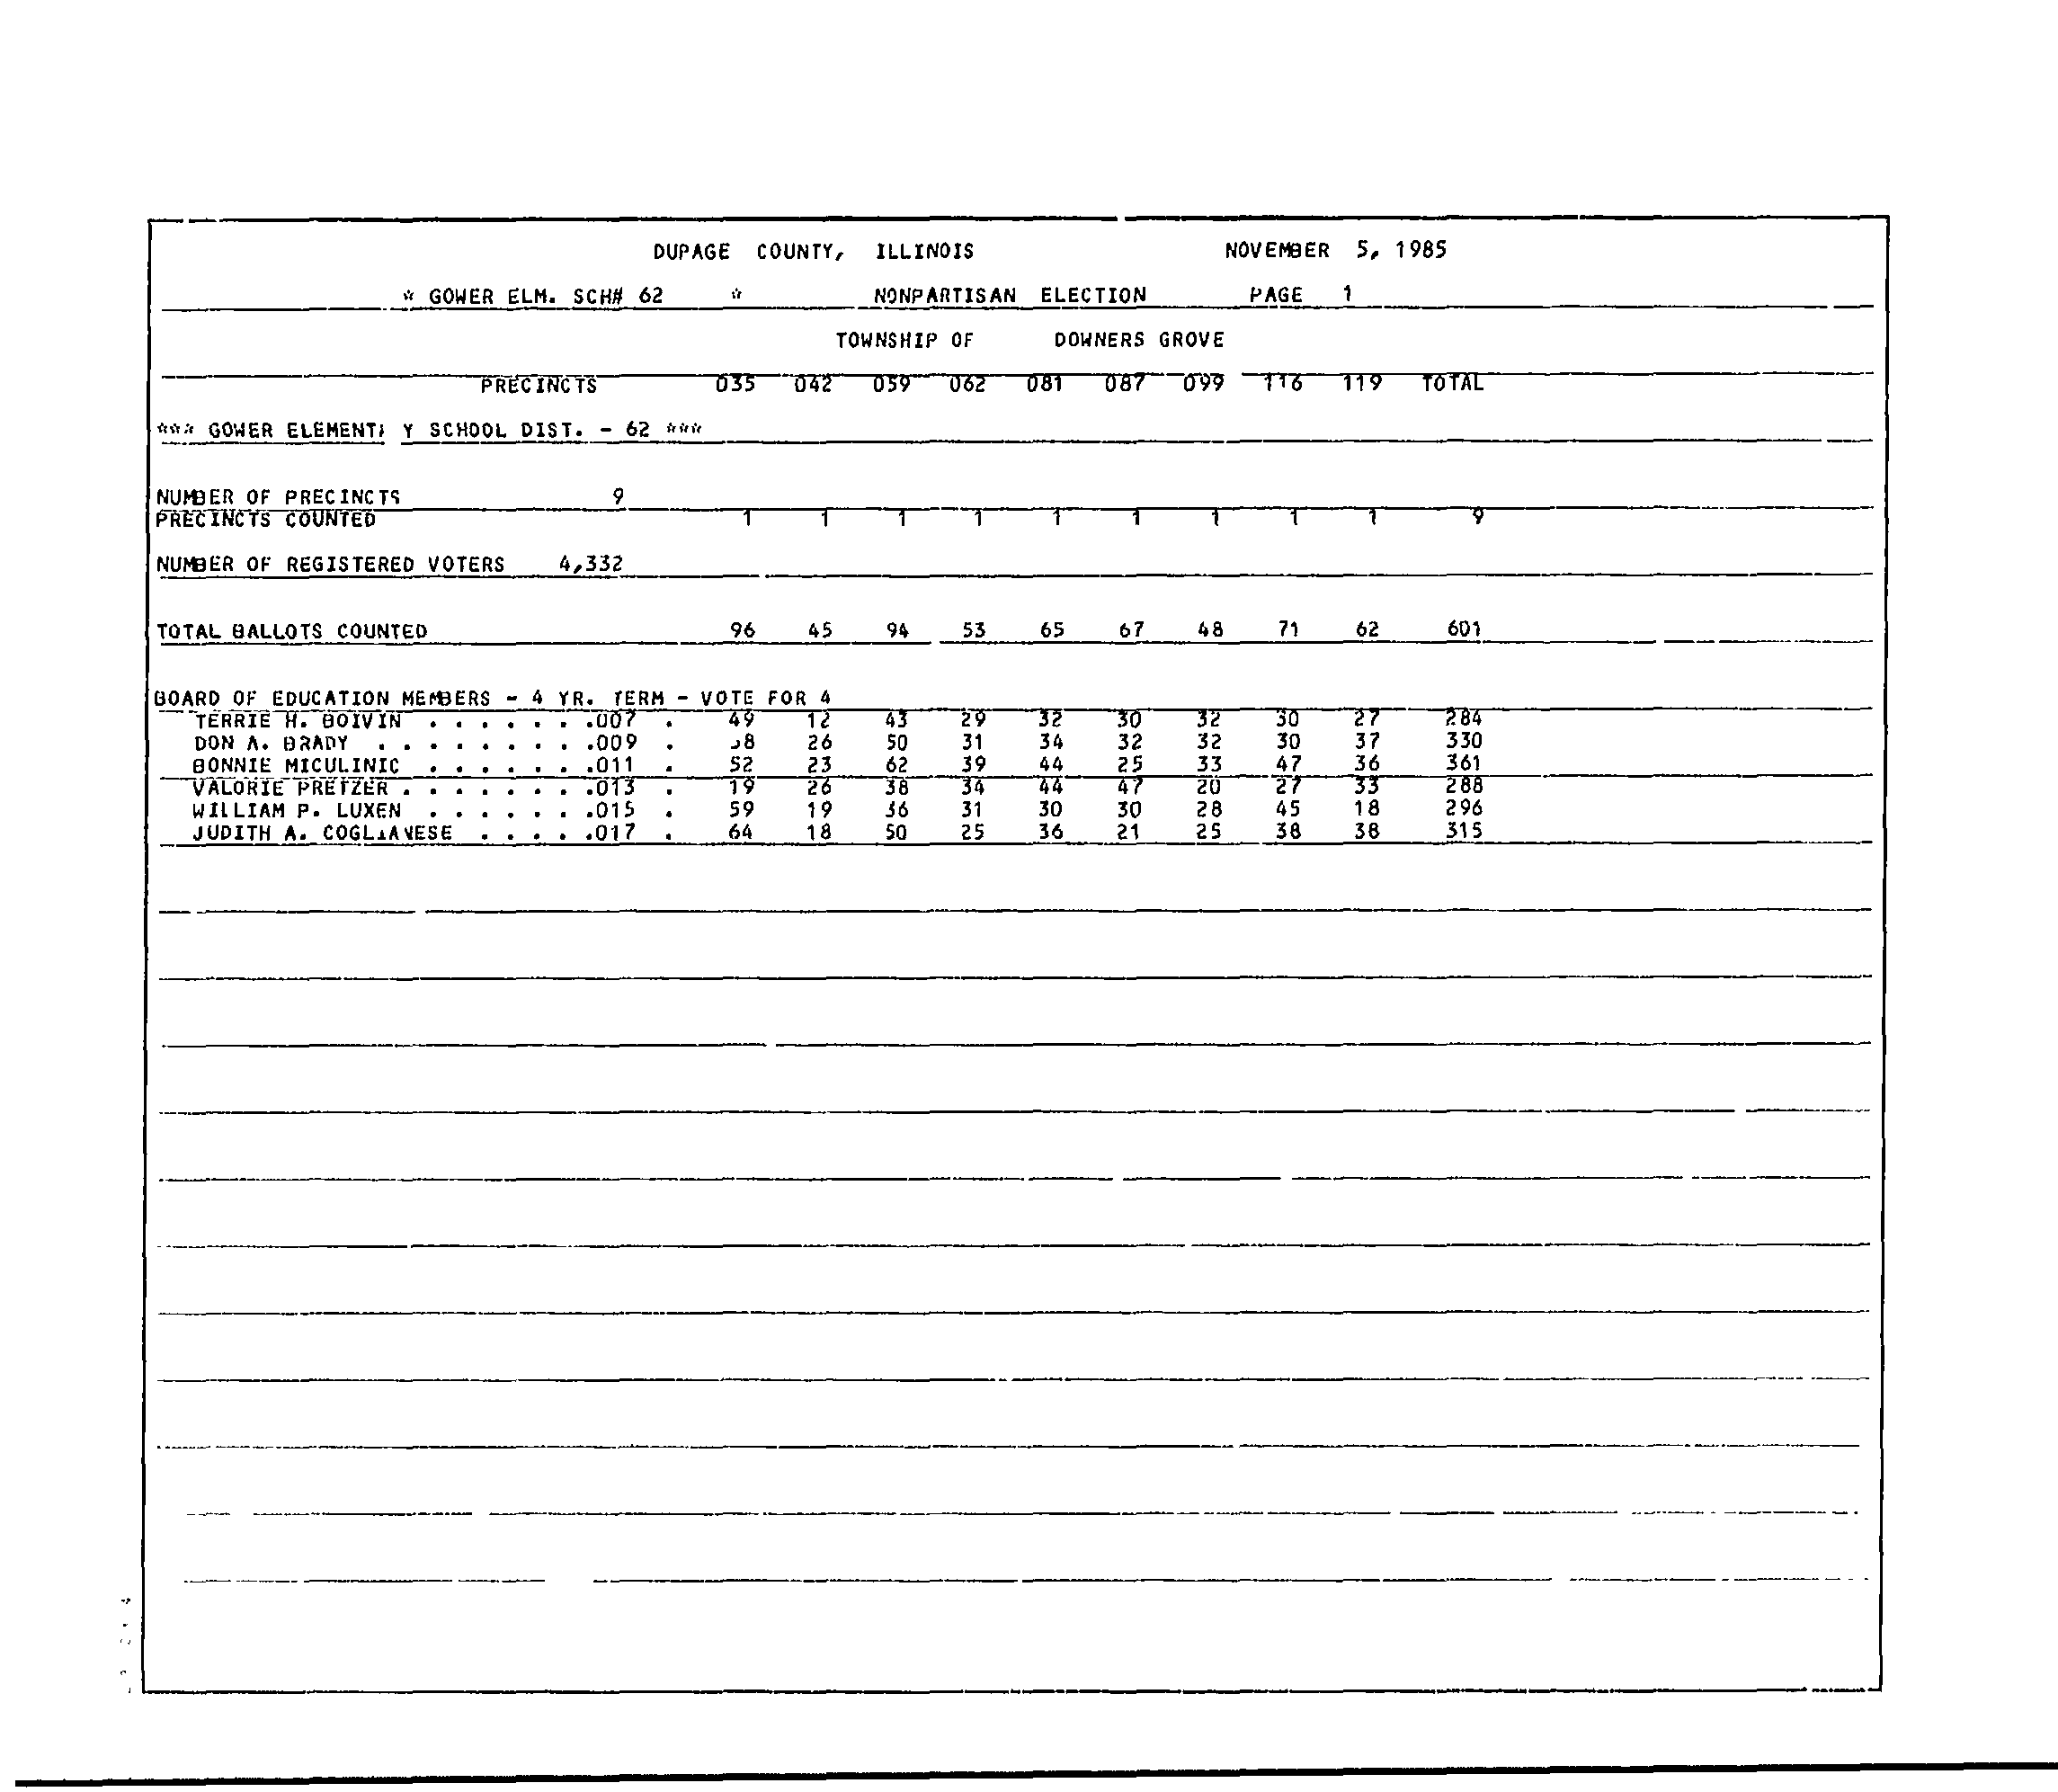 DUPAGE COUNTY, ILLINOIS NOVEMBER 5, 1985
* GOWER ELM. SCH# 62 * NONPARTISAN ELECTION PAGE 1
TOWNSHIP OF DOWNERS GROVE
PRECINCTS 035 042 059 062 081 087 099 116 119 TOTAL
*** GOWER Y SCHOOL DIST. - 62 ***
NUMBER OF PRECINCTS 9
PRECINCTS COUNTED 1 1 1 1 1 1 1 1 1 9
NUMBER OF REGISTERED VOTERS 4,332
TOTAL BALLOTS COUNTED 96 45 94 53 65 67 48 71 62 601
BOARD OF EDUCATION MEMBERS - 4 YR. TERM - VOTE FOR 4
TERRIE H. BOIVIN . . . . . . .007 . 49 12 43 29 32 30 32 30 27 284
DON A. BRADY . . . . . . . . .009 . 26 50 31 34 32 32 30 37 330
BONNIE MICULINIC . . . . . . .011 . 52 23 62 39 44 25 33 47 36 361
VALORIE PRETZER . . . . . . . .013 . 19 26 38 34 44 47 20 27 33 288
WILLIAM P. LUXEN . . . . . . .015 . 59 19 36 31 30 30 28 45 18 296
JUDITH A. COGLIANESE . . . . .017 . 64 18 50 25 36 21 25 38 38 315